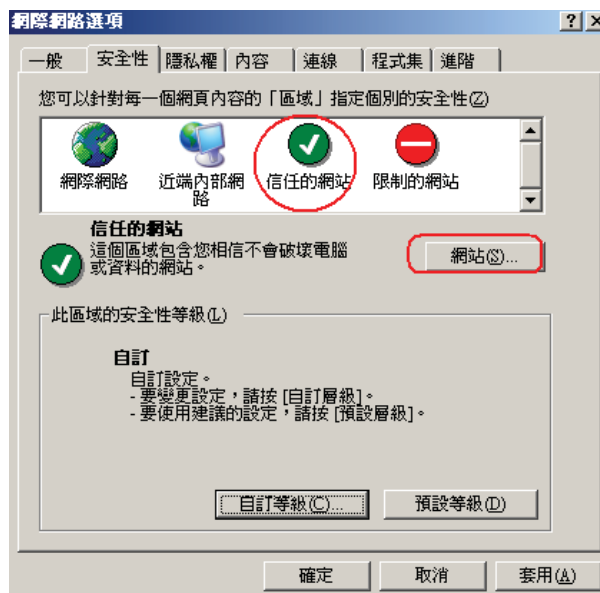 網際網路選項
一般 安全性 隱私權 內容 連線 程式集 進階
您可以針對每一個網頁內容的「區域」指定個別的安全性(Z)
網際網路 近端內部網路 信任的網站 限制的網站
信任的網站
這個區域包含您相信不會破壞電腦
或資料的網站。
網站(S)...
此區域的安全性等級(L)
自訂
自訂設定。
- 要變更設定，請按 [自訂層級]。
- 要使用建議的設定，請按 [預設層級]。
自訂等級(C)... 預設等級(D)
確定 取消 套用(A)